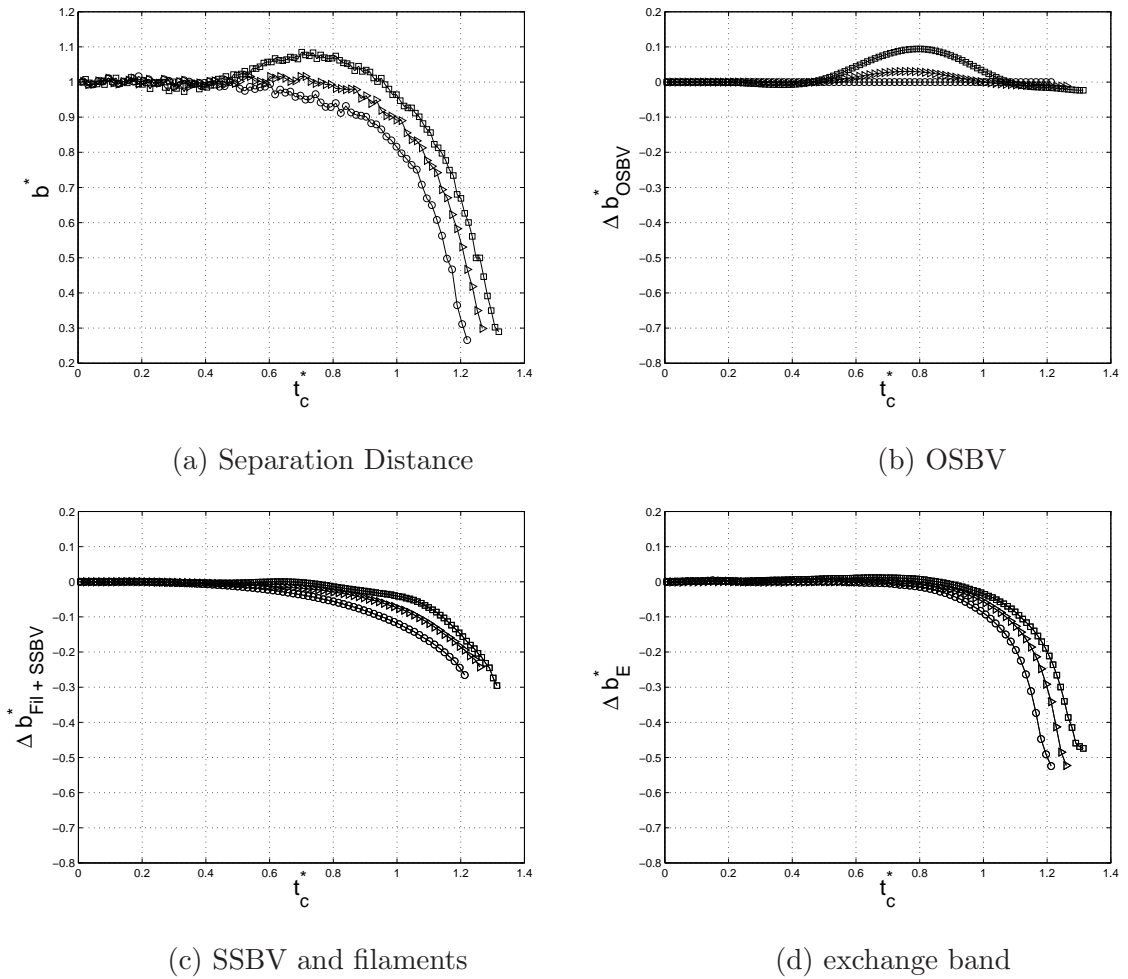 1.2
1.1
1
0.9
0.8
0.7
0.6
0.5
0.4
0.3
0.2
0 0.2 0.4 0.6 0.8 1 1.2 1.4
b*
t_c*
(a) Separation Distance
0.2
0.1
0
−0.1
−0.2
−0.3
−0.4
−0.5
−0.6
−0.7
−0.8
0 0.2 0.4 0.6 0.8 1 1.2 1.4
Δ b*_OSBV
t_c*
(b) OSBV
0.2
0.1
0
−0.1
−0.2
−0.3
−0.4
−0.5
−0.6
−0.7
−0.8
0 0.2 0.4 0.6 0.8 1 1.2 1.4
Δ b*_Fil + SSBV
t_c*
(c) SSBV and filaments
0.2
0.1
0
−0.1
−0.2
−0.3
−0.4
−0.5
−0.6
−0.7
−0.8
0 0.2 0.4 0.6 0.8 1 1.2 1.4
Δ b*_E
t_c*
(d) exchange band